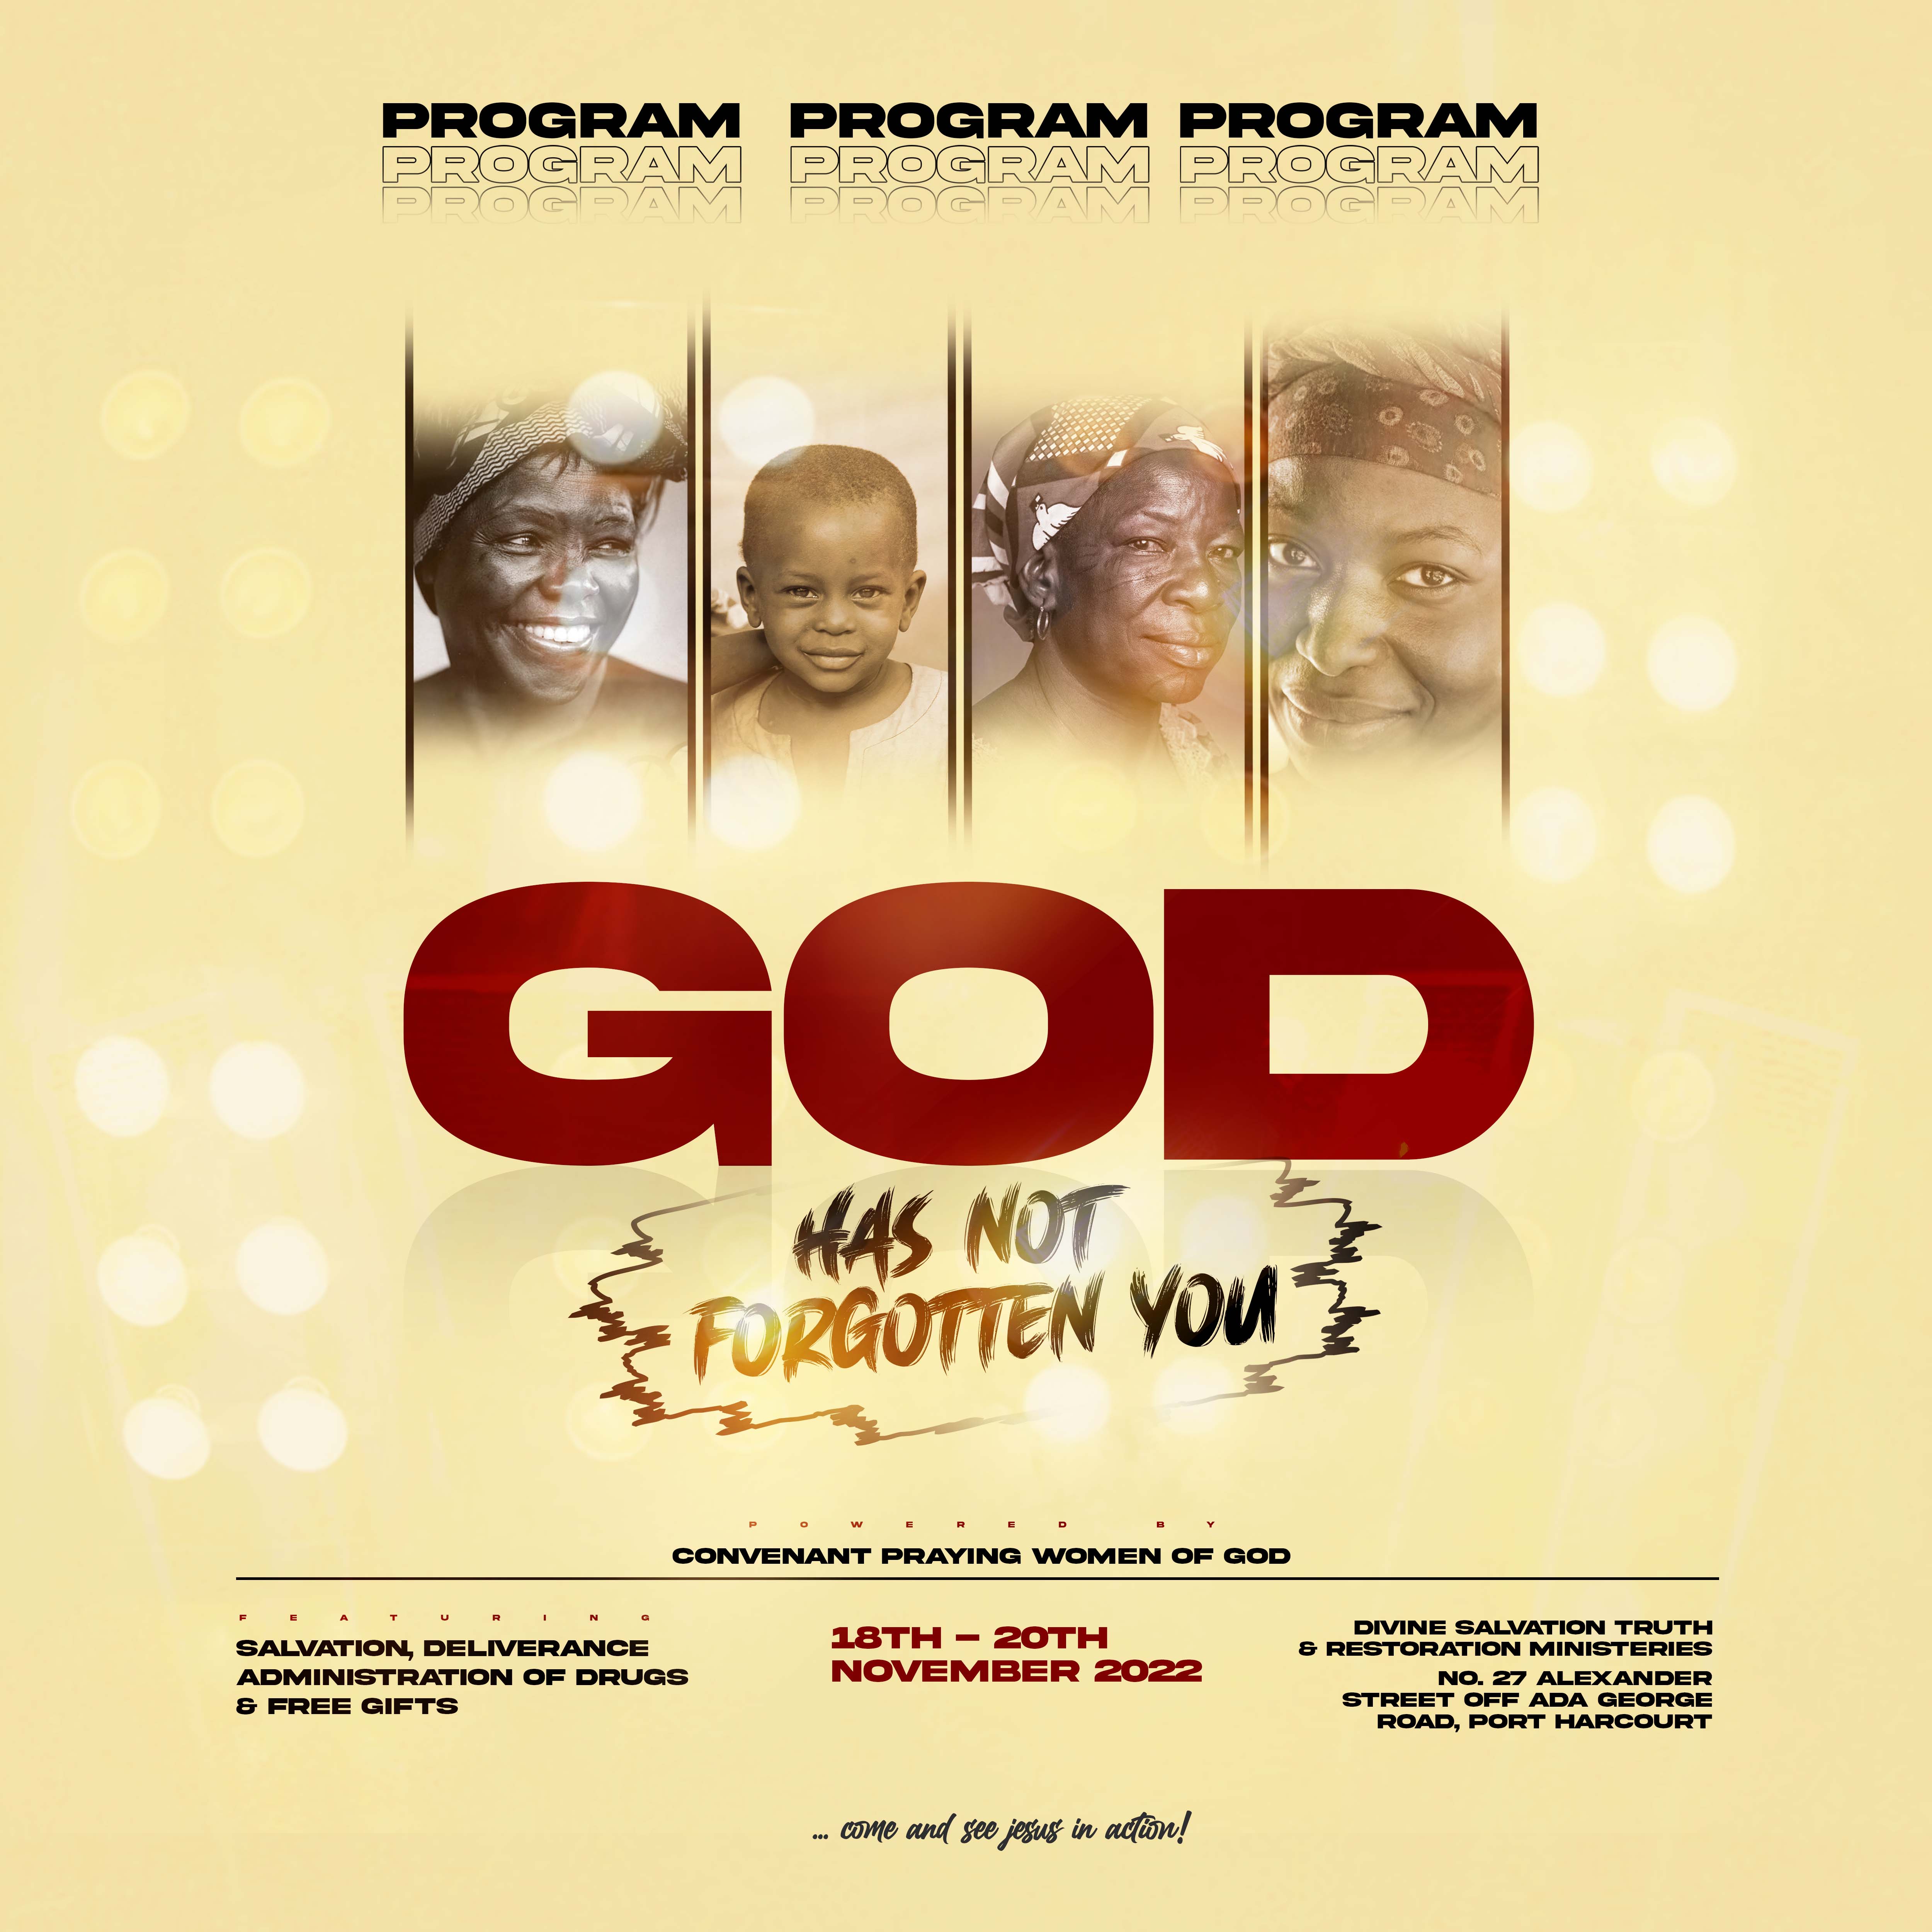 PROGRAM PROGRAM PROGRAM
PROGRAM PROGRAM PROGRAM
PROGRAM PROGRAM PROGRAM
GOD
HAS NOT
FORGOTTEN YOU
POWERED BY
CONVENANT PRAYING WOMEN OF GOD
FEATURING
SALVATION, DELIVERANCE
ADMINISTRATION OF DRUGS
& FREE GIFTS
18TH - 20TH
NOVEMBER 2022
DIVINE SALVATION TRUTH
& RESTORATION MINISTERIES
NO. 27 ALEXANDER
STREET OFF ADA GEORGE
ROAD, PORT HARCOURT
... come and see jesus in action!